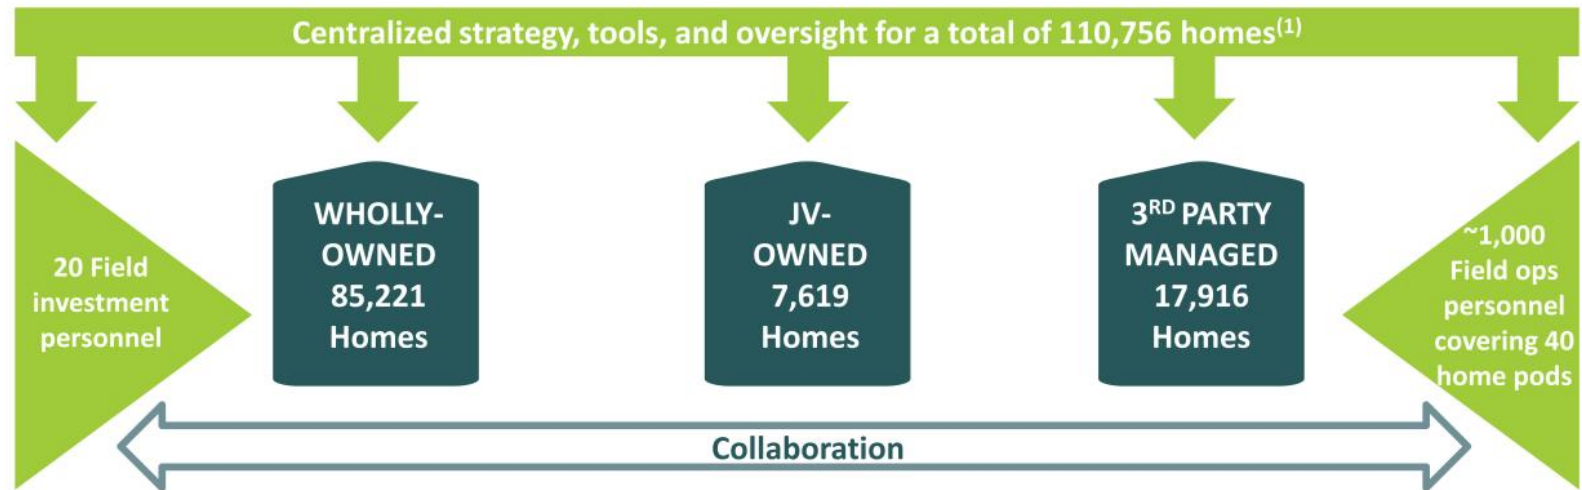 Centralized strategy, tools, and oversight for a total of 110,756 homes(1)
20 Field
investment
personnel
WHOLLY-
OWNED
85,221
Homes
JV-
OWNED
7,619
Homes
3RD PARTY
MANAGED
17,916
Homes
~1,000
Field ops
personnel
covering 40
home pods
Collaboration